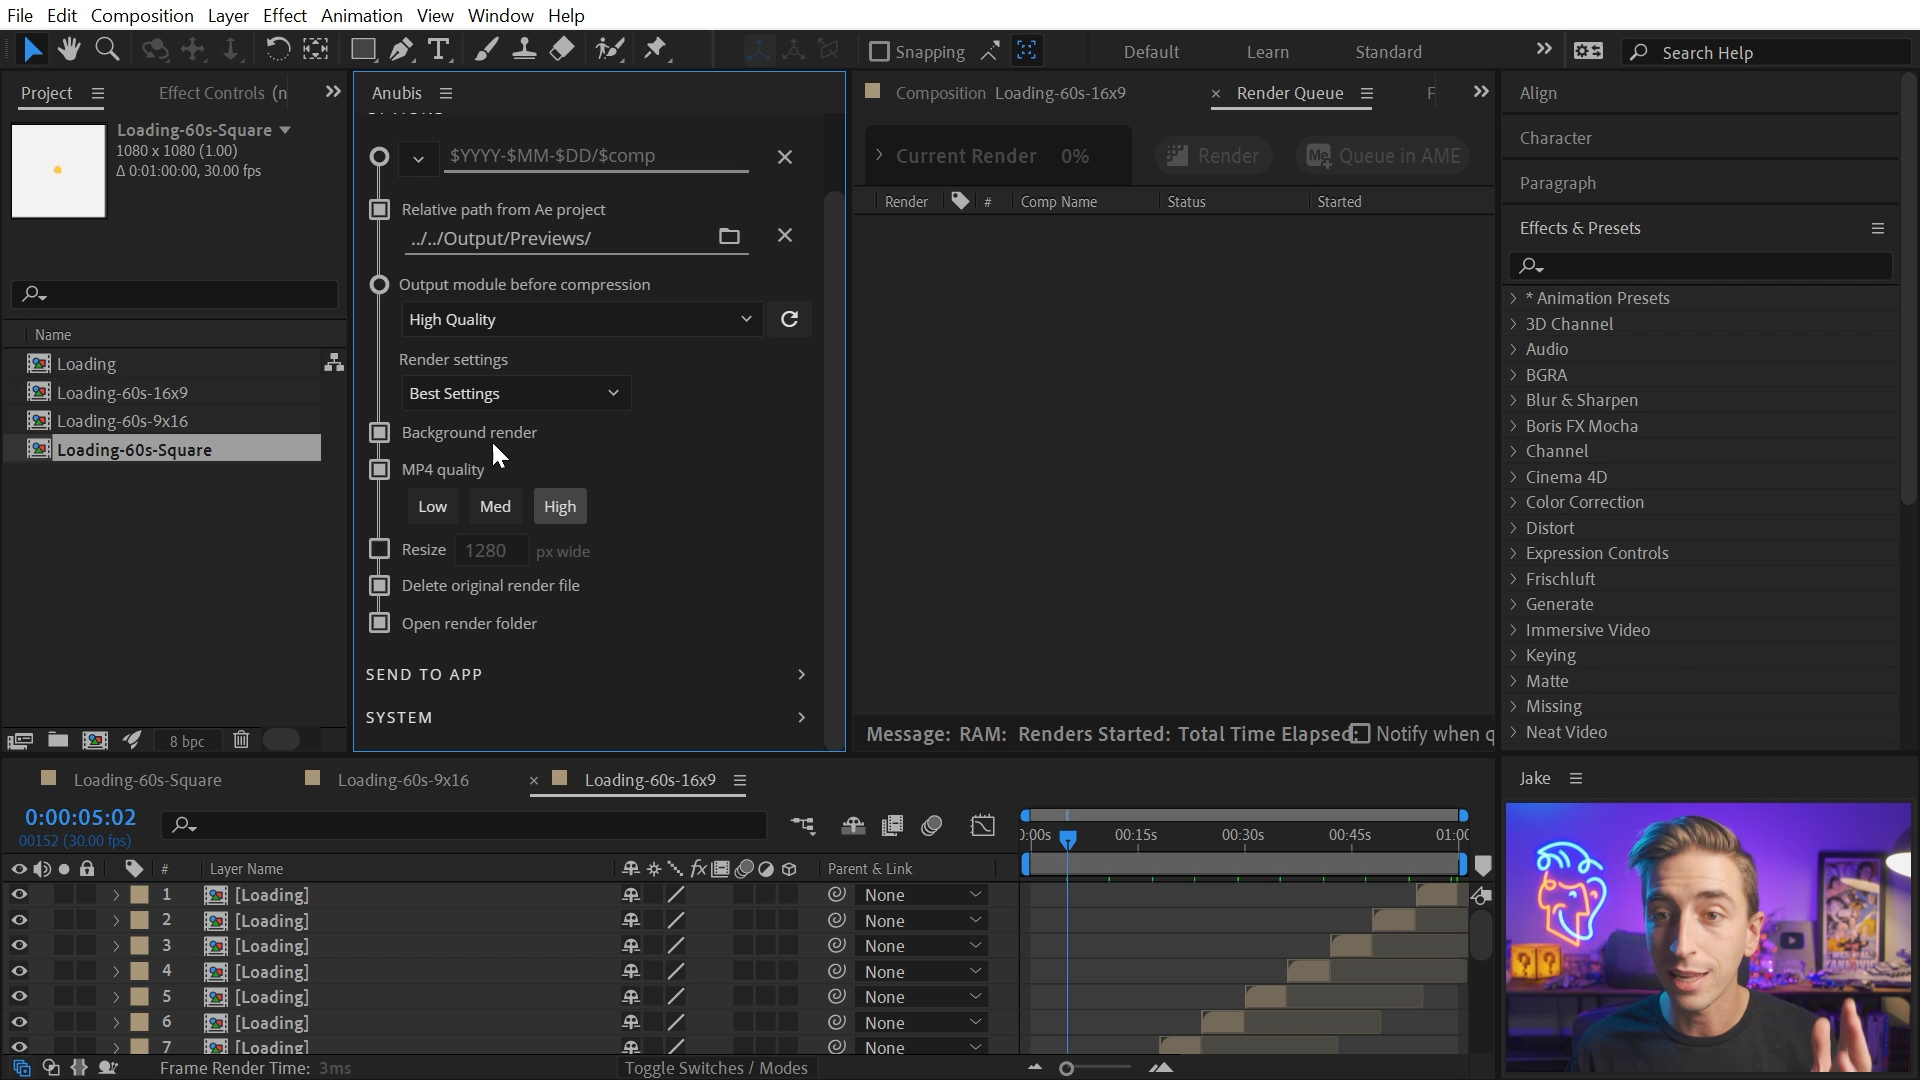 File Edit Composition Layer Effect Animation View Window Help
Snapping Default Learn Standard Search Help
Project Effect Controls (n
Loading-60s-Square
1080 x 1080 (1.00)
Δ 0:01:00:00, 30.00 fps
Name
Loading
Loading-60s-16x9
Loading-60s-9x16
Loading-60s-Square
8 bpc
Anubis
$YYYY-$MM-$DD/$comp
Relative path from Ae project
../../Output/Previews/
Output module before compression
High Quality
Render settings
Best Settings
Background render
MP4 quality
Low Med High
Resize 1280 px wide
Delete original render file
Open render folder
SEND TO APP
SYSTEM
Composition Loading-60s-16x9 Render Queue F
Current Render 0% Render Me Queue in AME
Render # Comp Name Status Started
Message: RAM: Renders Started: Total Time Elapsed: Notify when q
Align
Character
Paragraph
Effects & Presets
* Animation Presets
3D Channel
Audio
BGRA
Blur & Sharpen
Boris FX Mocha
Channel
Cinema 4D
Color Correction
Distort
Expression Controls
Frischluft
Generate
Immersive Video
Keying
Matte
Missing
Neat Video
Jake
Loading-60s-Square Loading-60s-9x16 Loading-60s-16x9
0:00:05:02
00152 (30.00 fps)
):00s 00:15s 00:30s 00:45s 01:00
# Layer Name fx Parent & Link
1 [Loading] None
2 [Loading] None
3 [Loading] None
4 [Loading] None
5 [Loading] None
6 [Loading] None
7 [Loading] None
Frame Render Time: 3ms Toggle Switches / Modes